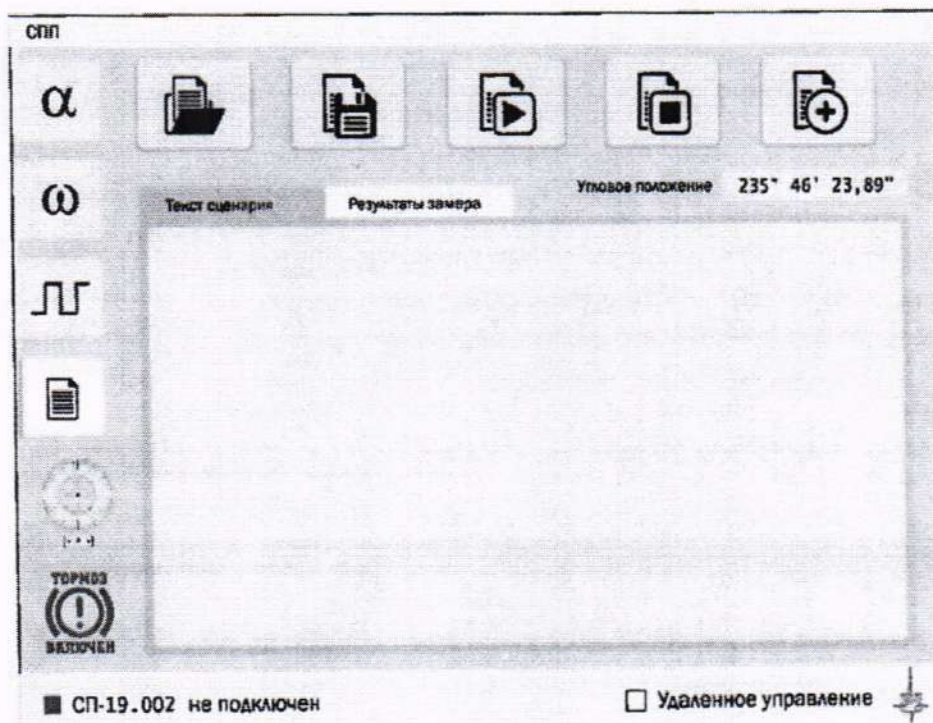 СПП
α
ω
Текст сценария
Результаты замера
Угловое положение 235° 46' 23,89"
ТОРМОЗ
ВКЛЮЧЕН
СП-19.002 не подключен
Удаленное управление